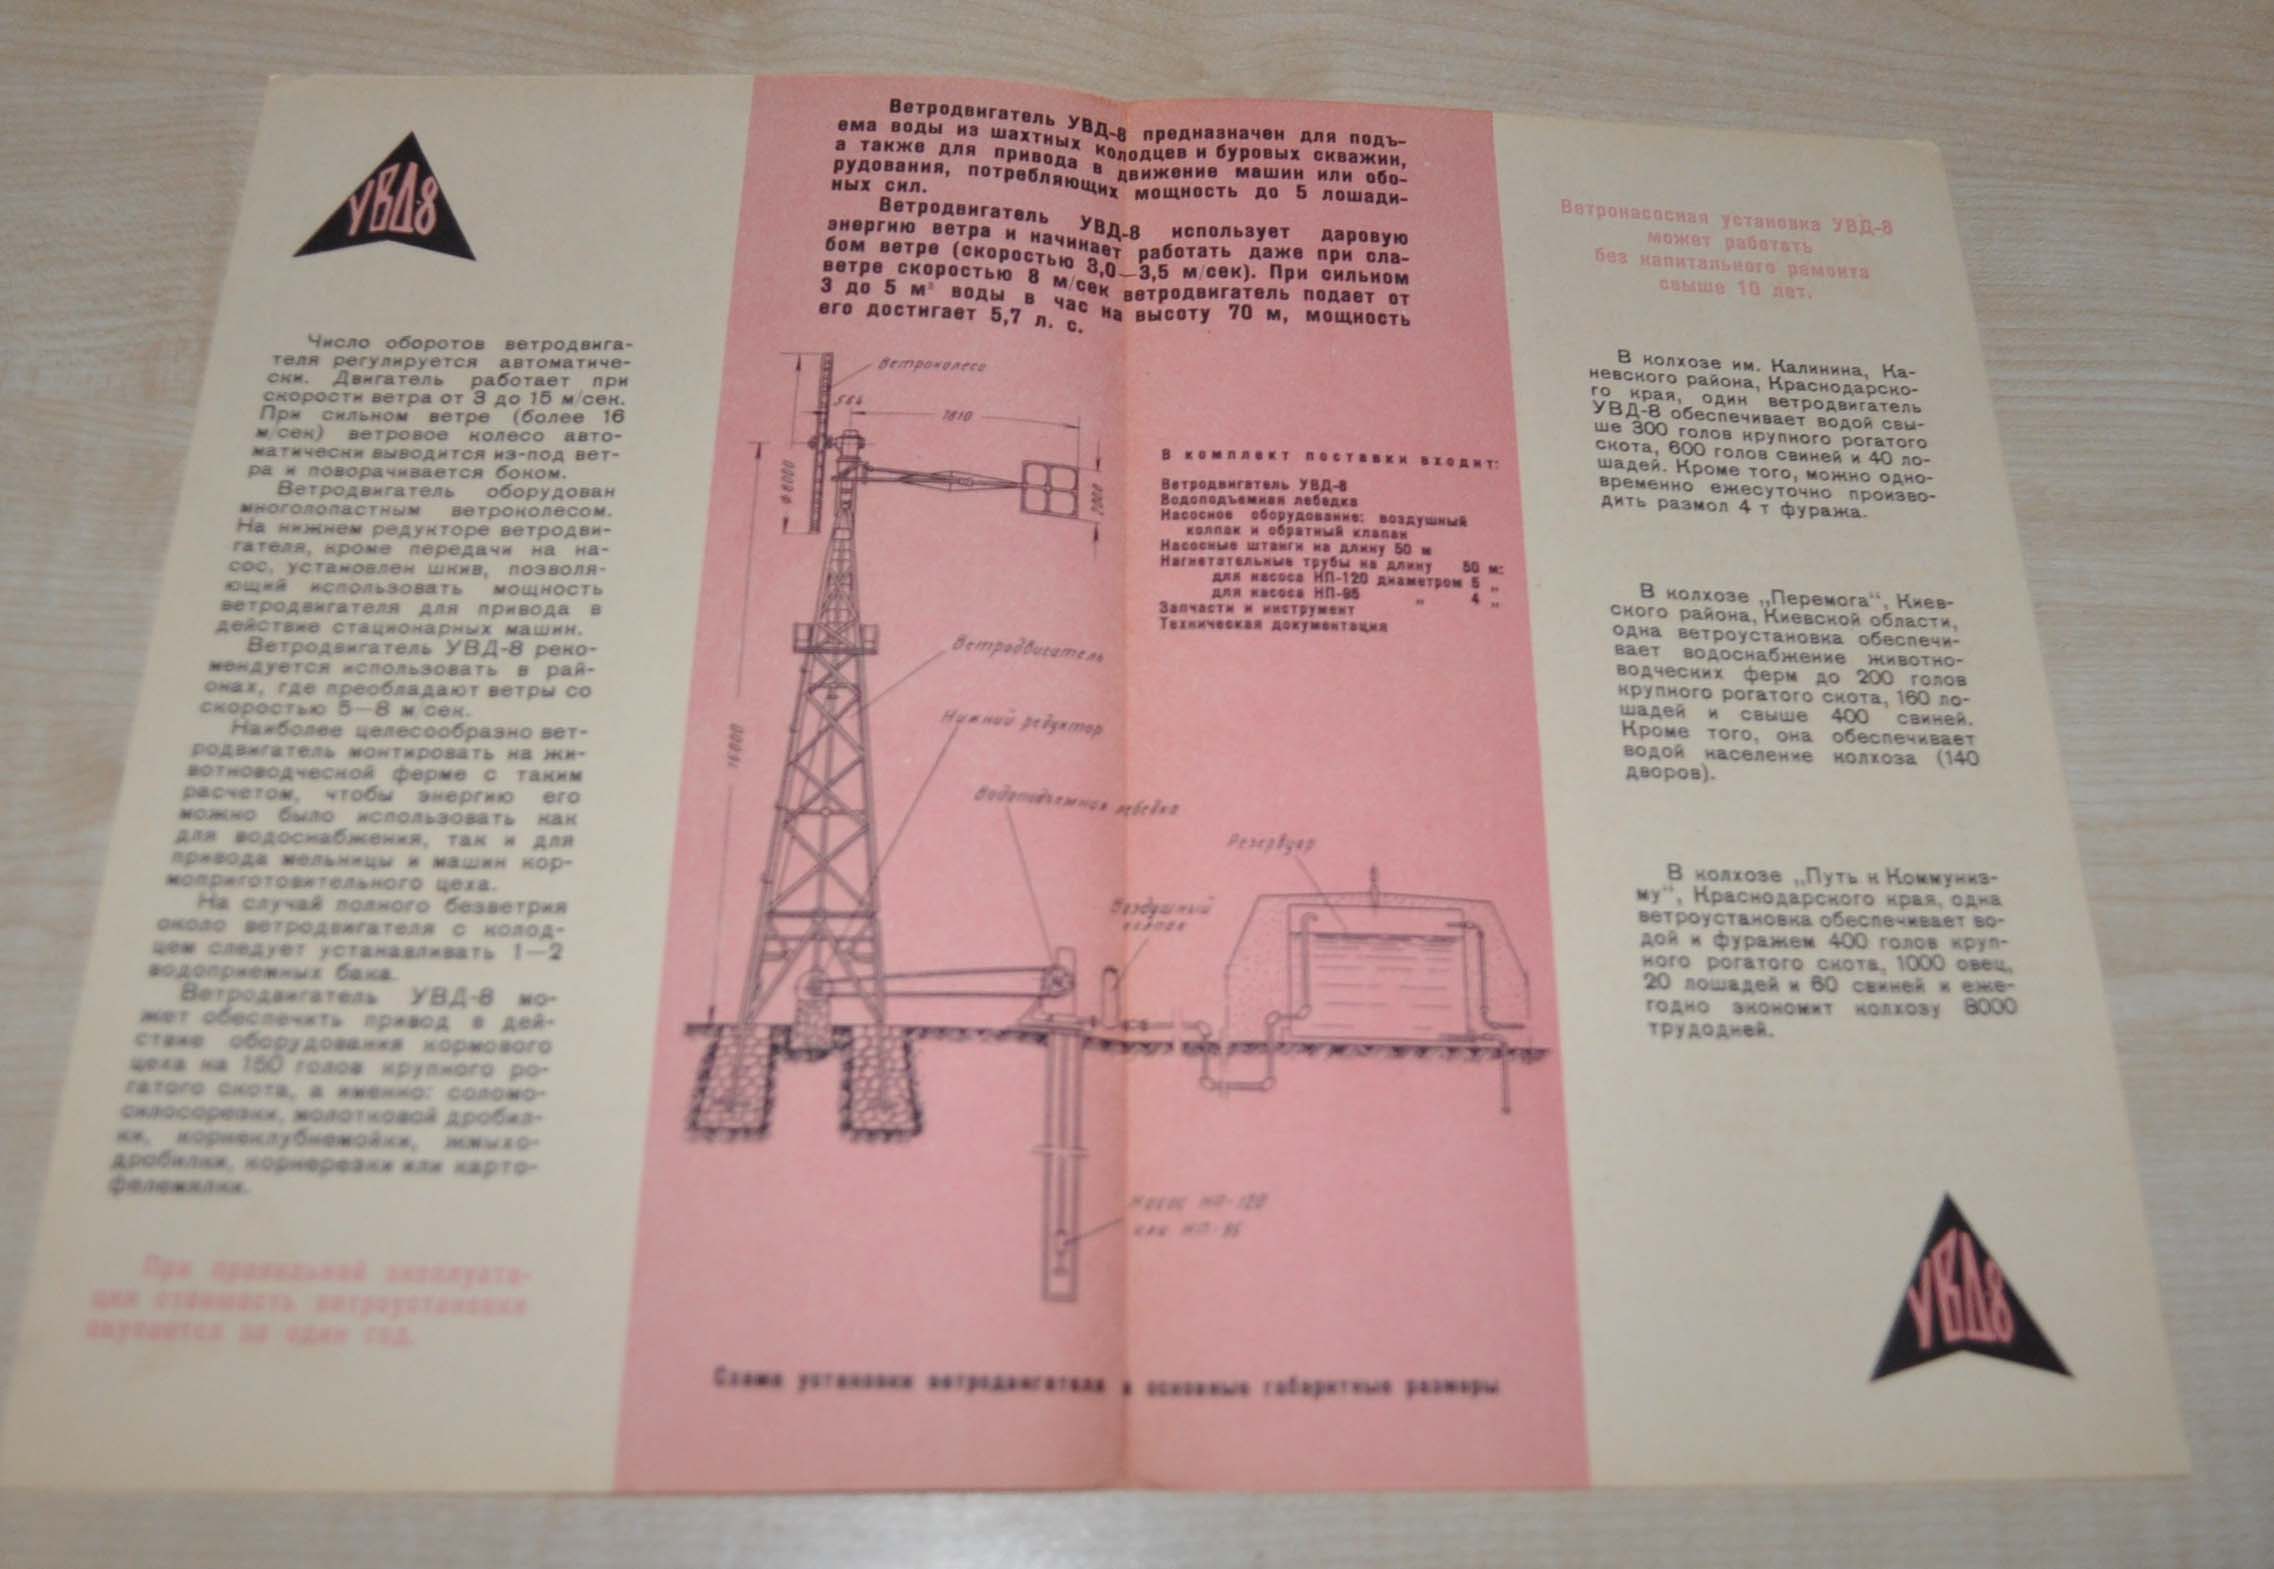 УВД-8
Число оборотов ветродвига-
теля регулируется автоматиче-
ски. Двигатель работает при
скорости ветра от 3 до 15 м/сек.
При сильном ветре (более 16
м/сек) ветровое колесо авто-
матически выводится из-под вет-
ра и поворачивается боком.
Ветродвигатель оборудован
многолопастным ветроколесом.
На нижнем редукторе ветродви-
гателя, кроме передачи на на-
сос, установлен шкив, позволя-
ющий использовать мощность
ветродвигателя для привода в
действие стационарных машин.
Ветродвигатель УВД-8 реко-
мендуется использовать в рай-
онах, где преобладают ветры со
скоростью 5—8 м/сек.
Наиболее целесообразно вет-
родвигатель монтировать на жи-
вотноводческой ферме с таким
расчетом, чтобы энергию его
можно было использовать как
для водоснабжения, так и для
привода мельницы и машин кор-
моприготовительного цеха.
На случай полного безветрия
около ветродвигателя с колод-
цем следует устанавливать 1—2
водоприемных бака.
Ветродвигатель УВД-8 мо-
жет обеспечить привод в дей-
ствие оборудования кормового
цеха на 150 голов крупного ро-
гатого скота, а именно: соломо-
силосорезки, молотковой дробил-
ки, корнеклубнемойки, жмыхо-
дробилки, корнерезки или карто-
фелемялки.
При правильной эксплуата-
ции стоимость ветроустановки
окупается за один год.
Ветродвигатель УВД-8 предназначен для подъ-
ема воды из шахтных колодцев и буровых скважин,
а также для привода в движение машин или обо-
рудования, потребляющих мощность до 5 лошади-
ных сил.
Ветродвигатель УВД-8 использует даровую
энергию ветра и начинает работать даже при сла-
бом ветре (скоростью 3,0—3,5 м/сек). При сильном
ветре скоростью 8 м/сек ветродвигатель подает от
3 до 5 м³ воды в час на высоту 70 м, мощность
его достигает 5,7 л. с.
Ветроколесо
584
1810
Ф 8000
2000
16000
Ветродвигатель
Нижний редуктор
Водоподъемная лебедка
Резервуар
Воздушный
колпак
Насос НП-120
или НП-95
В комплект поставки входит:
Ветродвигатель УВД-8
Водоподъемная лебедка
Насосное оборудование: воздушный
колпак и обратный клапан
Насосные штанги на длину 50 м
Нагнетательные трубы на длину 50 м:
для насоса НП-120 диаметром 5 „
для насоса НП-95 „ 4 „
Запчасти и инструмент
Техническая документация
Схема установки ветродвигателя и основные габаритные размеры
Ветронасосная установка УВД-8
может работать
без капитального ремонта
свыше 10 лет.
В колхозе им. Калинина, Ка-
невского района, Краснодарско-
го края, один ветродвигатель
УВД-8 обеспечивает водой свы-
ше 300 голов крупного рогатого
скота, 600 голов свиней и 40 ло-
шадей. Кроме того, можно одно-
временно ежесуточно произво-
дить размол 4 т фуража.
В колхозе „Перемога“, Киев-
ского района, Киевской области,
одна ветроустановка обеспечи-
вает водоснабжение животно-
водческих ферм до 200 голов
крупного рогатого скота, 160 ло-
шадей и свыше 400 свиней.
Кроме того, она обеспечивает
водой население колхоза (140
дворов).
В колхозе „Путь к Коммуниз-
му“, Краснодарского края, одна
ветроустановка обеспечивает во-
дой и фуражем 400 голов круп-
ного рогатого скота, 1000 овец,
20 лошадей и 60 свиней и еже-
годно экономит колхозу 8000
трудодней.
УВД-8